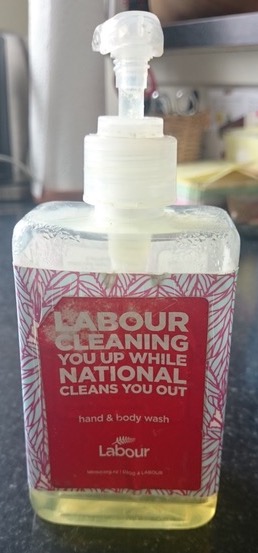 LABOUR
CLEANING
YOU UP WHILE
NATIONAL
CLEANS YOU OUT
hand & body wash
Labour